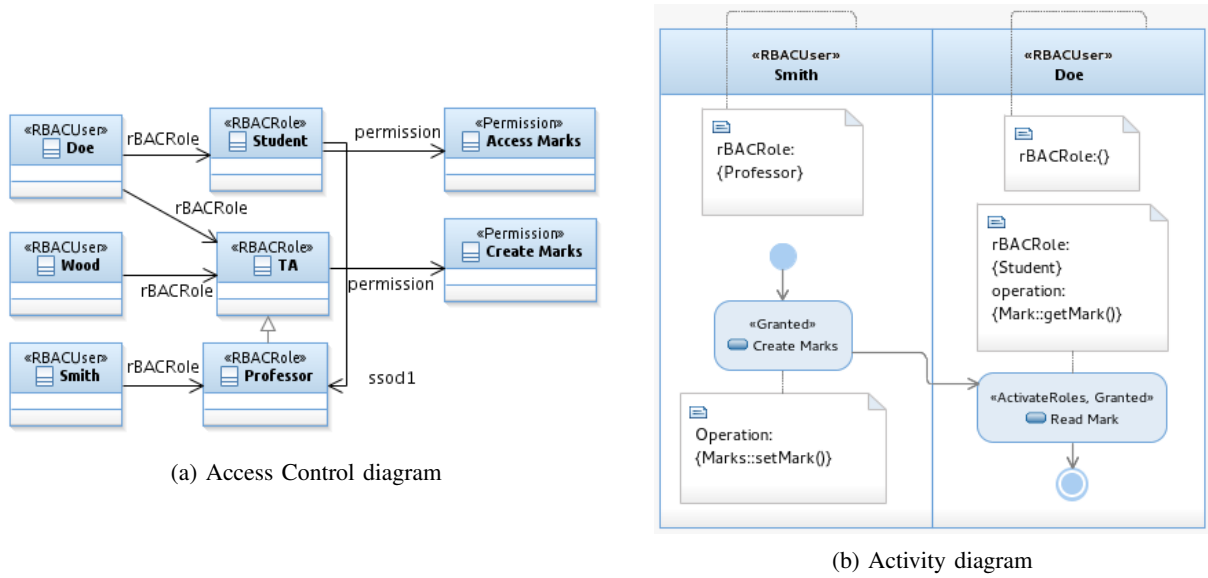 «RBACUser»
Doe
rBACRole
«RBACRole»
Student
permission
«Permission»
Access Marks
rBACRole
«RBACUser»
Wood
rBACRole
«RBACRole»
TA
permission
«Permission»
Create Marks
«RBACUser»
Smith
rBACRole
«RBACRole»
Professor
ssod1
(a) Access Control diagram
«RBACUser»
Smith
rBACRole:
{Professor}
«Granted»
Create Marks
Operation:
{Marks::setMark()}
«RBACUser»
Doe
rBACRole:{}
rBACRole:
{Student}
operation:
{Mark::getMark()}
«ActivateRoles, Granted»
Read Mark
(b) Activity diagram